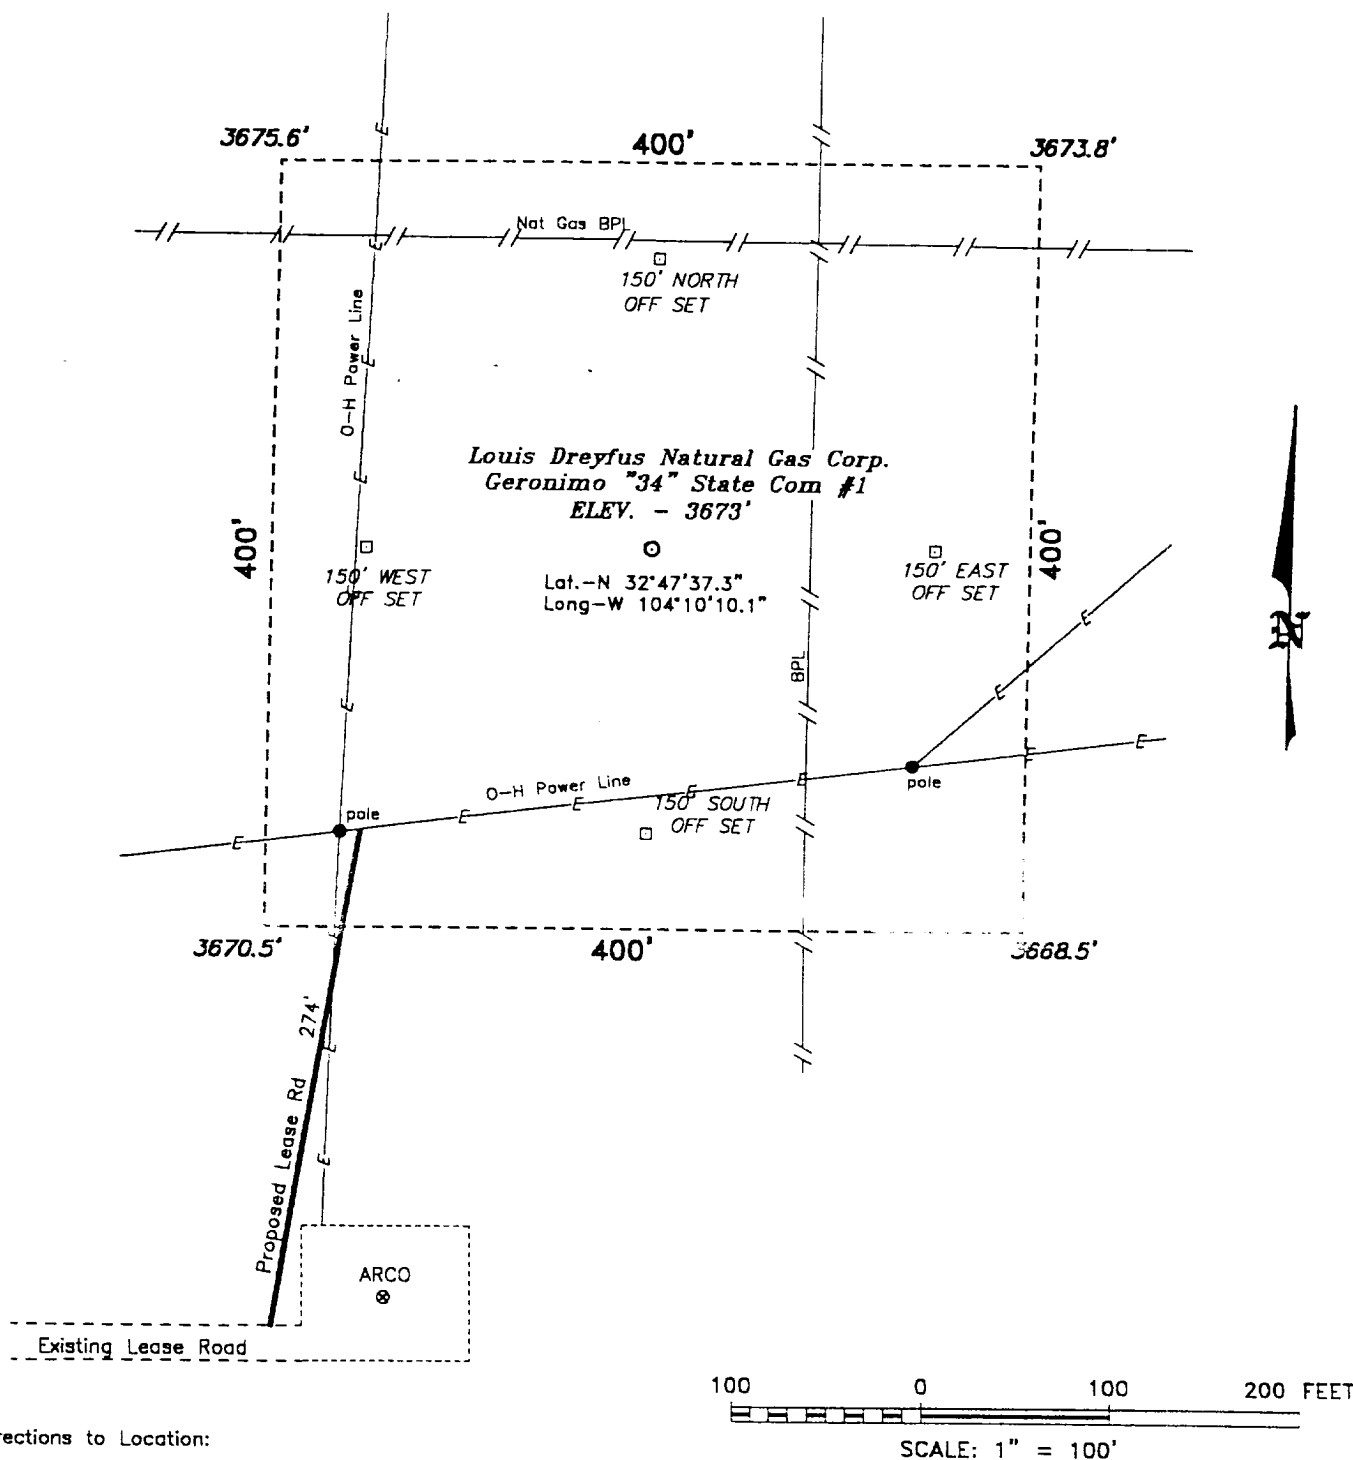 3675.6'
400'
3673.8'
Nat Gas BPL
150' NORTH
OFF SET
O-H Power Line
Louis Dreyfus Natural Gas Corp.
Geronimo "34" State Com #1
ELEV. - 3673'
400'
400'
150' WEST
OFF SET
150' EAST
OFF SET
Lat.-N 32°47'37.3"
Long-W 104°10'10.1"
BPL
O-H Power Line
pole
pole
150' SOUTH
OFF SET
3670.5'
400'
3668.5'
Proposed Lease Rd 274'
ARCO
Existing Lease Road
100 0 100 200 FEET
SCALE: 1" = 100'
rections to Location: